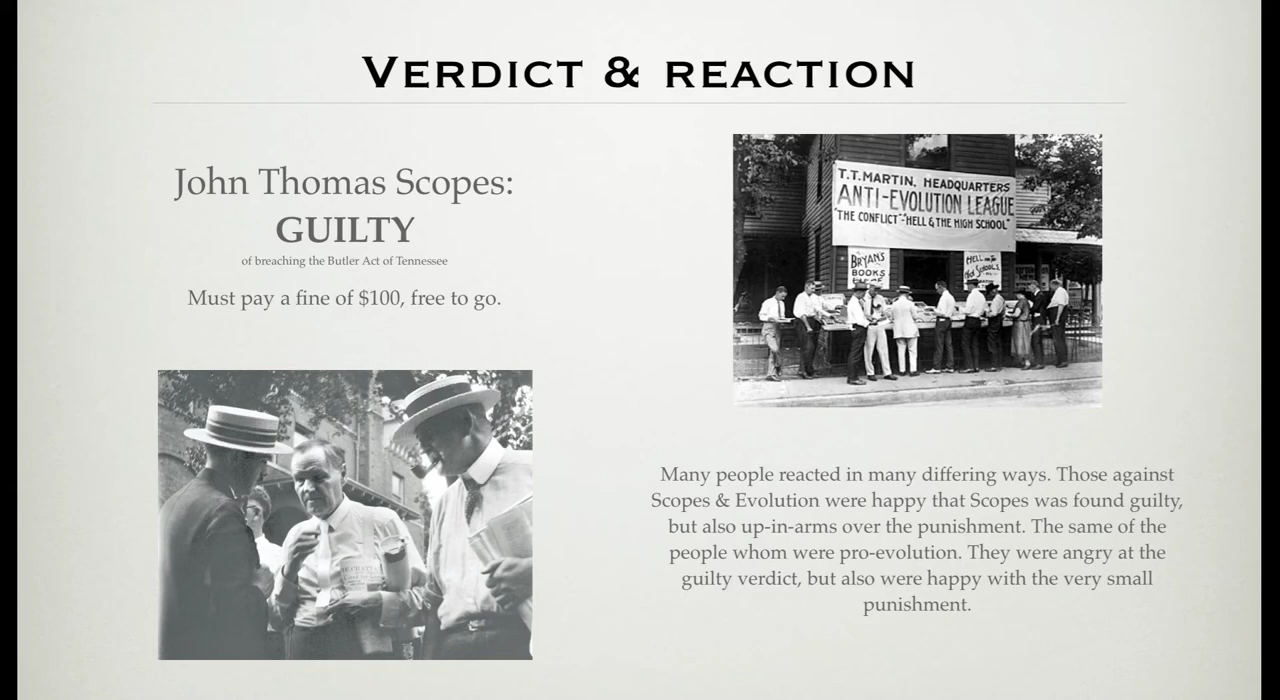 VERDICT & REACTION
John Thomas Scopes:
GUILTY
of breaching the Butler Act of Tennessee
Must pay a fine of $100, free to go.
T.T. MARTIN, HEADQUARTERS
ANTI-EVOLUTION LEAGUE
"THE CONFLICT"-"HELL & THE HIGH SCHOOL"
BRYAN'S
BOOKS
HELL and the
High Schools
Many people reacted in many differing ways. Those against
Scopes & Evolution were happy that Scopes was found guilty,
but also up-in-arms over the punishment. The same of the
people whom were pro-evolution. They were angry at the
guilty verdict, but also were happy with the very small
punishment.